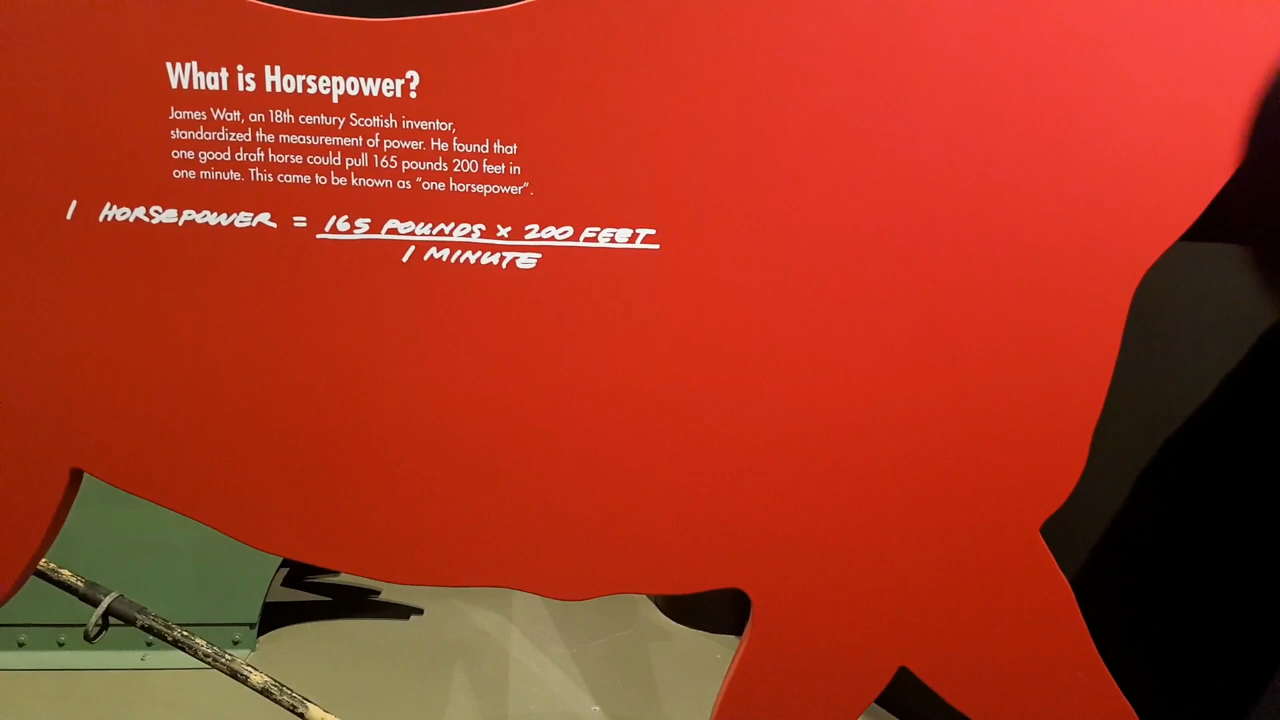 What is Horsepower?
James Watt, an 18th century Scottish inventor,
standardized the measurement of power. He found that
one good draft horse could pull 165 pounds 200 feet in
one minute. This came to be known as “one horsepower”.
1 HORSEPOWER = 165 POUNDS × 200 FEET
1 MINUTE